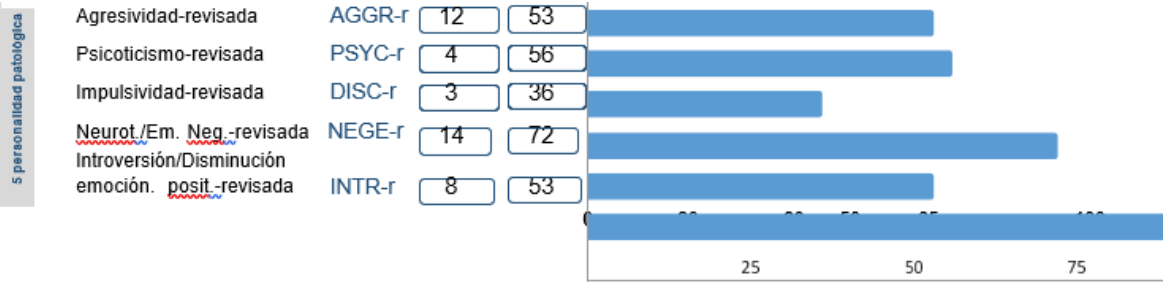 5 personalidad patológica
Agresividad-revisada AGGR-r 12 53
Psicoticismo-revisada PSYC-r 4 56
Impulsividad-revisada DISC-r 3 36
Neurot./Em. Neg.-revisada NEGE-r 14 72
Introversión/Disminución
emoción. posit.-revisada INTR-r 8 53
25 50 75